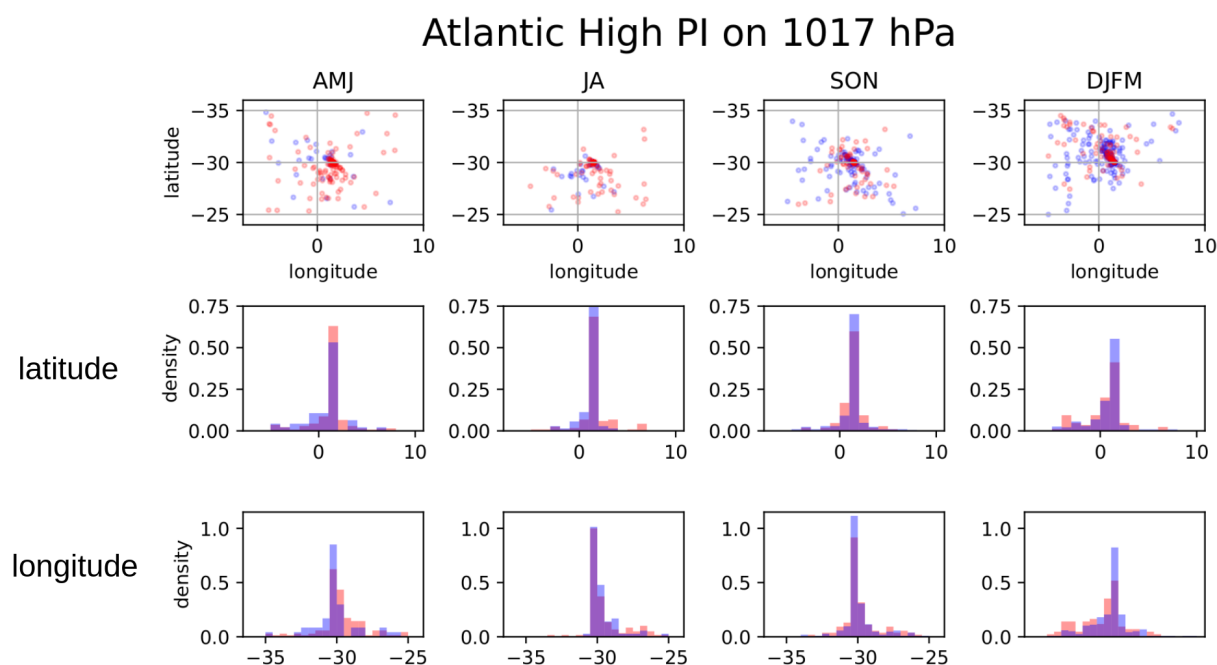 Atlantic High PI on 1017 hPa
AMJ JA SON DJFM
latitude
−35 −30 −25
−35 −30 −25
−35 −30 −25
−35 −30 −25
0 10 0 10 0 10 0 10
longitude longitude longitude longitude
latitude
density
0.75 0.50 0.25 0.00
0.75 0.50 0.25 0.00
0.75 0.50 0.25 0.00
0.75 0.50 0.25 0.00
0 10 0 10 0 10 0 10
longitude
density
1.0 0.5 0.0
1.0 0.5 0.0
1.0 0.5 0.0
1.0 0.5 0.0
−35 −30 −25 −35 −30 −25 −35 −30 −25